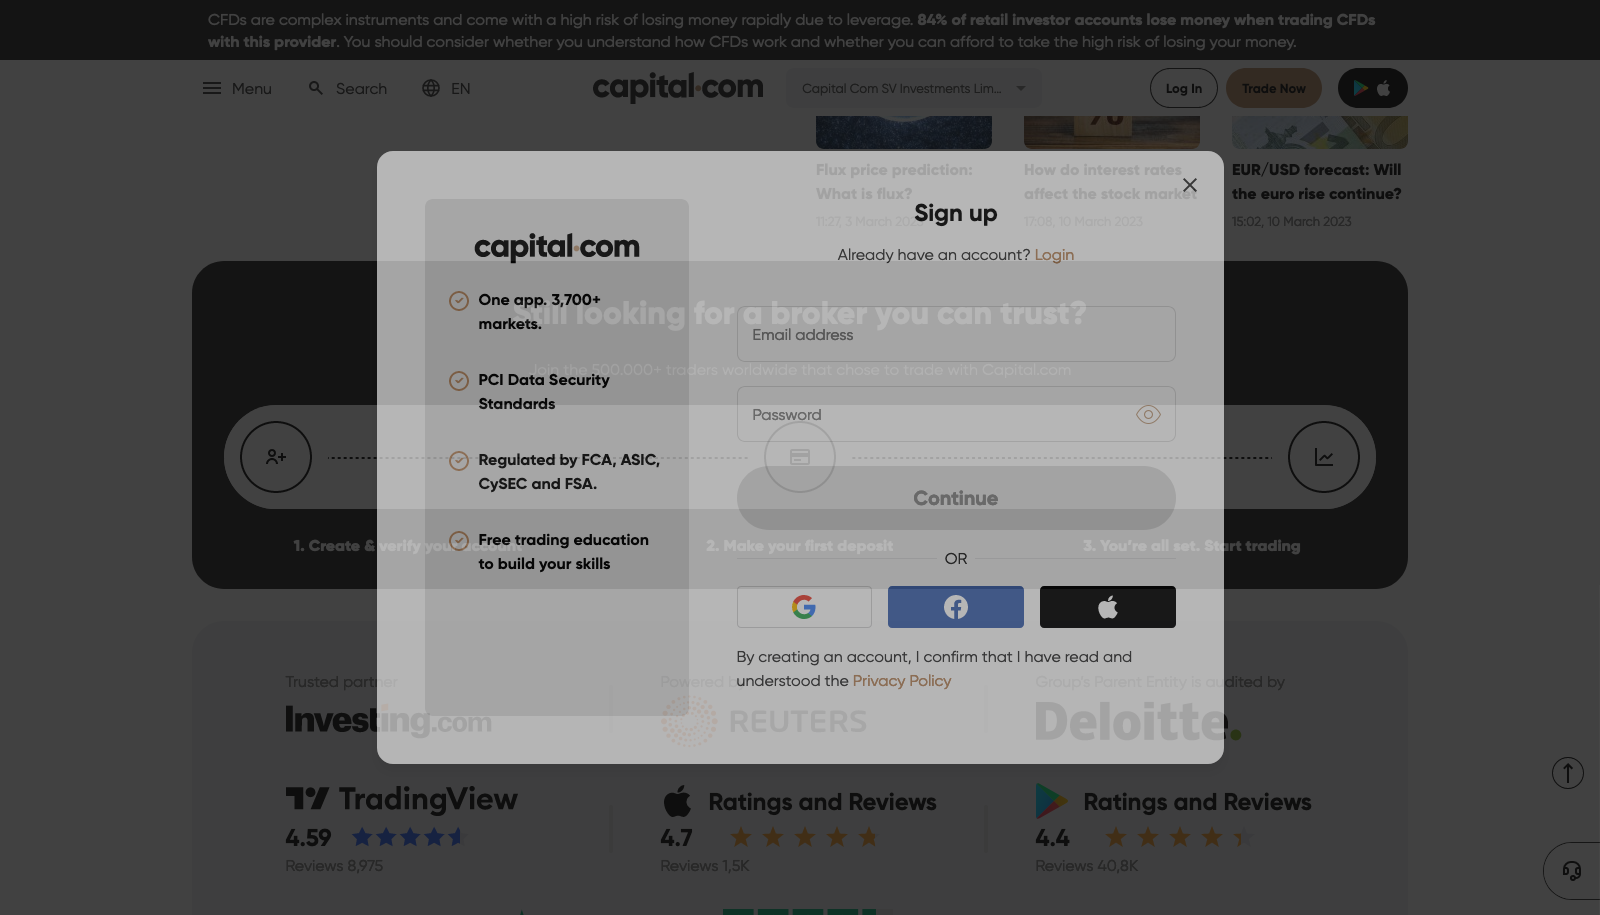 CFDs are complex instruments and come with a high risk of losing money rapidly due to leverage. 84% of retail investor accounts lose money when trading CFDs
with this provider. You should consider whether you understand how CFDs work and whether you can afford to take the high risk of losing your money.
Menu
Search
EN
capital.com
Capital Com SV Investments Lim...
Log In
Trade Now
Flux price prediction:
What is flux?
11:27, 3 March 2023
How do interest rates
affect the stock market
17:08, 10 March 2023
EUR/USD forecast: Will
the euro rise continue?
15:02, 10 March 2023
capital.com
One app. 3,700+
markets.
PCI Data Security
Standards
Regulated by FCA, ASIC,
CySEC and FSA.
Free trading education
to build your skills
Sign up
Already have an account? Login
Email address
Password
Continue
OR
By creating an account, I confirm that I have read and
understood the Privacy Policy
Still looking for a broker you can trust?
Join the 500.000+ traders worldwide that chose to trade with Capital.com
1. Create & verify your account
2. Make your first deposit
3. You're all set. Start trading
Trusted partner
Investing.com
Powered by
REUTERS
Group's Parent Entity is audited by
Deloitte.
TradingView
4.59
Reviews 8,975
Ratings and Reviews
4.7
Reviews 1,5K
Ratings and Reviews
4.4
Reviews 40,8K